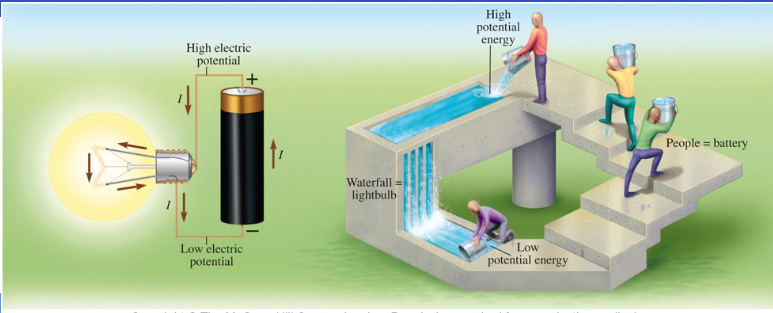 High electric
potential
+
I
I
I
Low electric
potential
−
High
potential
energy
People = battery
Waterfall =
lightbulb
Low
potential energy